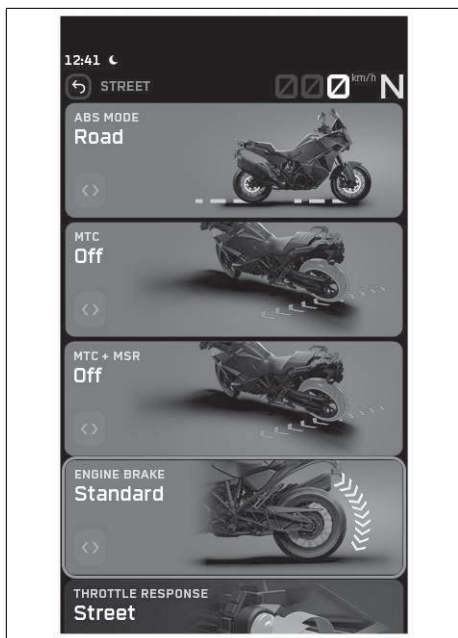 12:41
STREET
000 km/h N
ABS MODE
Road
MTC
Off
MTC + MSR
Off
ENGINE BRAKE
Standard
THROTTLE RESPONSE
Street